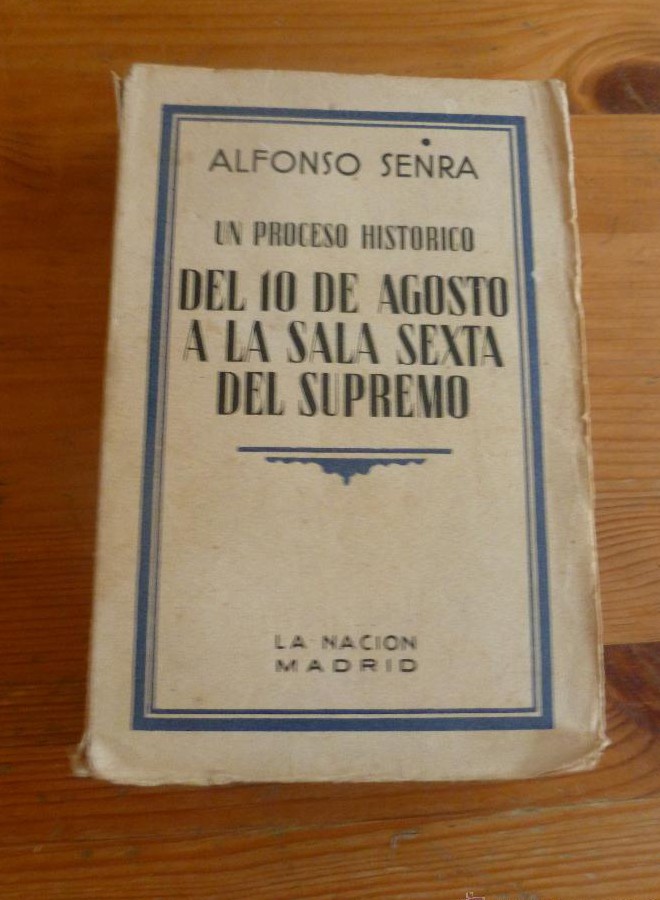 ALFONSO SENRA
UN PROCESO HISTORICO
DEL 10 DE AGOSTO
A LA SALA SEXTA
DEL SUPREMO
LA NACION
MADRID